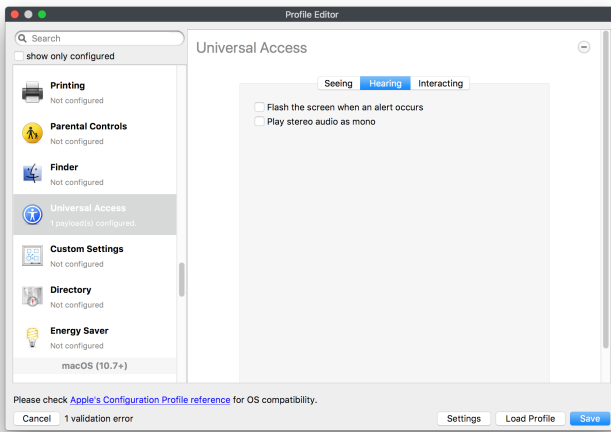 Profile Editor
Search
show only configured
Printing
Not configured
Parental Controls
Not configured
Finder
Not configured
Universal Access
1 payload(s) configured.
Custom Settings
Not configured
Directory
Not configured
Energy Saver
Not configured
macOS (10.7+)
Universal Access
Seeing Hearing Interacting
Flash the screen when an alert occurs
Play stereo audio as mono
Please check Apple's Configuration Profile reference for OS compatibility.
Cancel 1 validation error Settings Load Profile Save